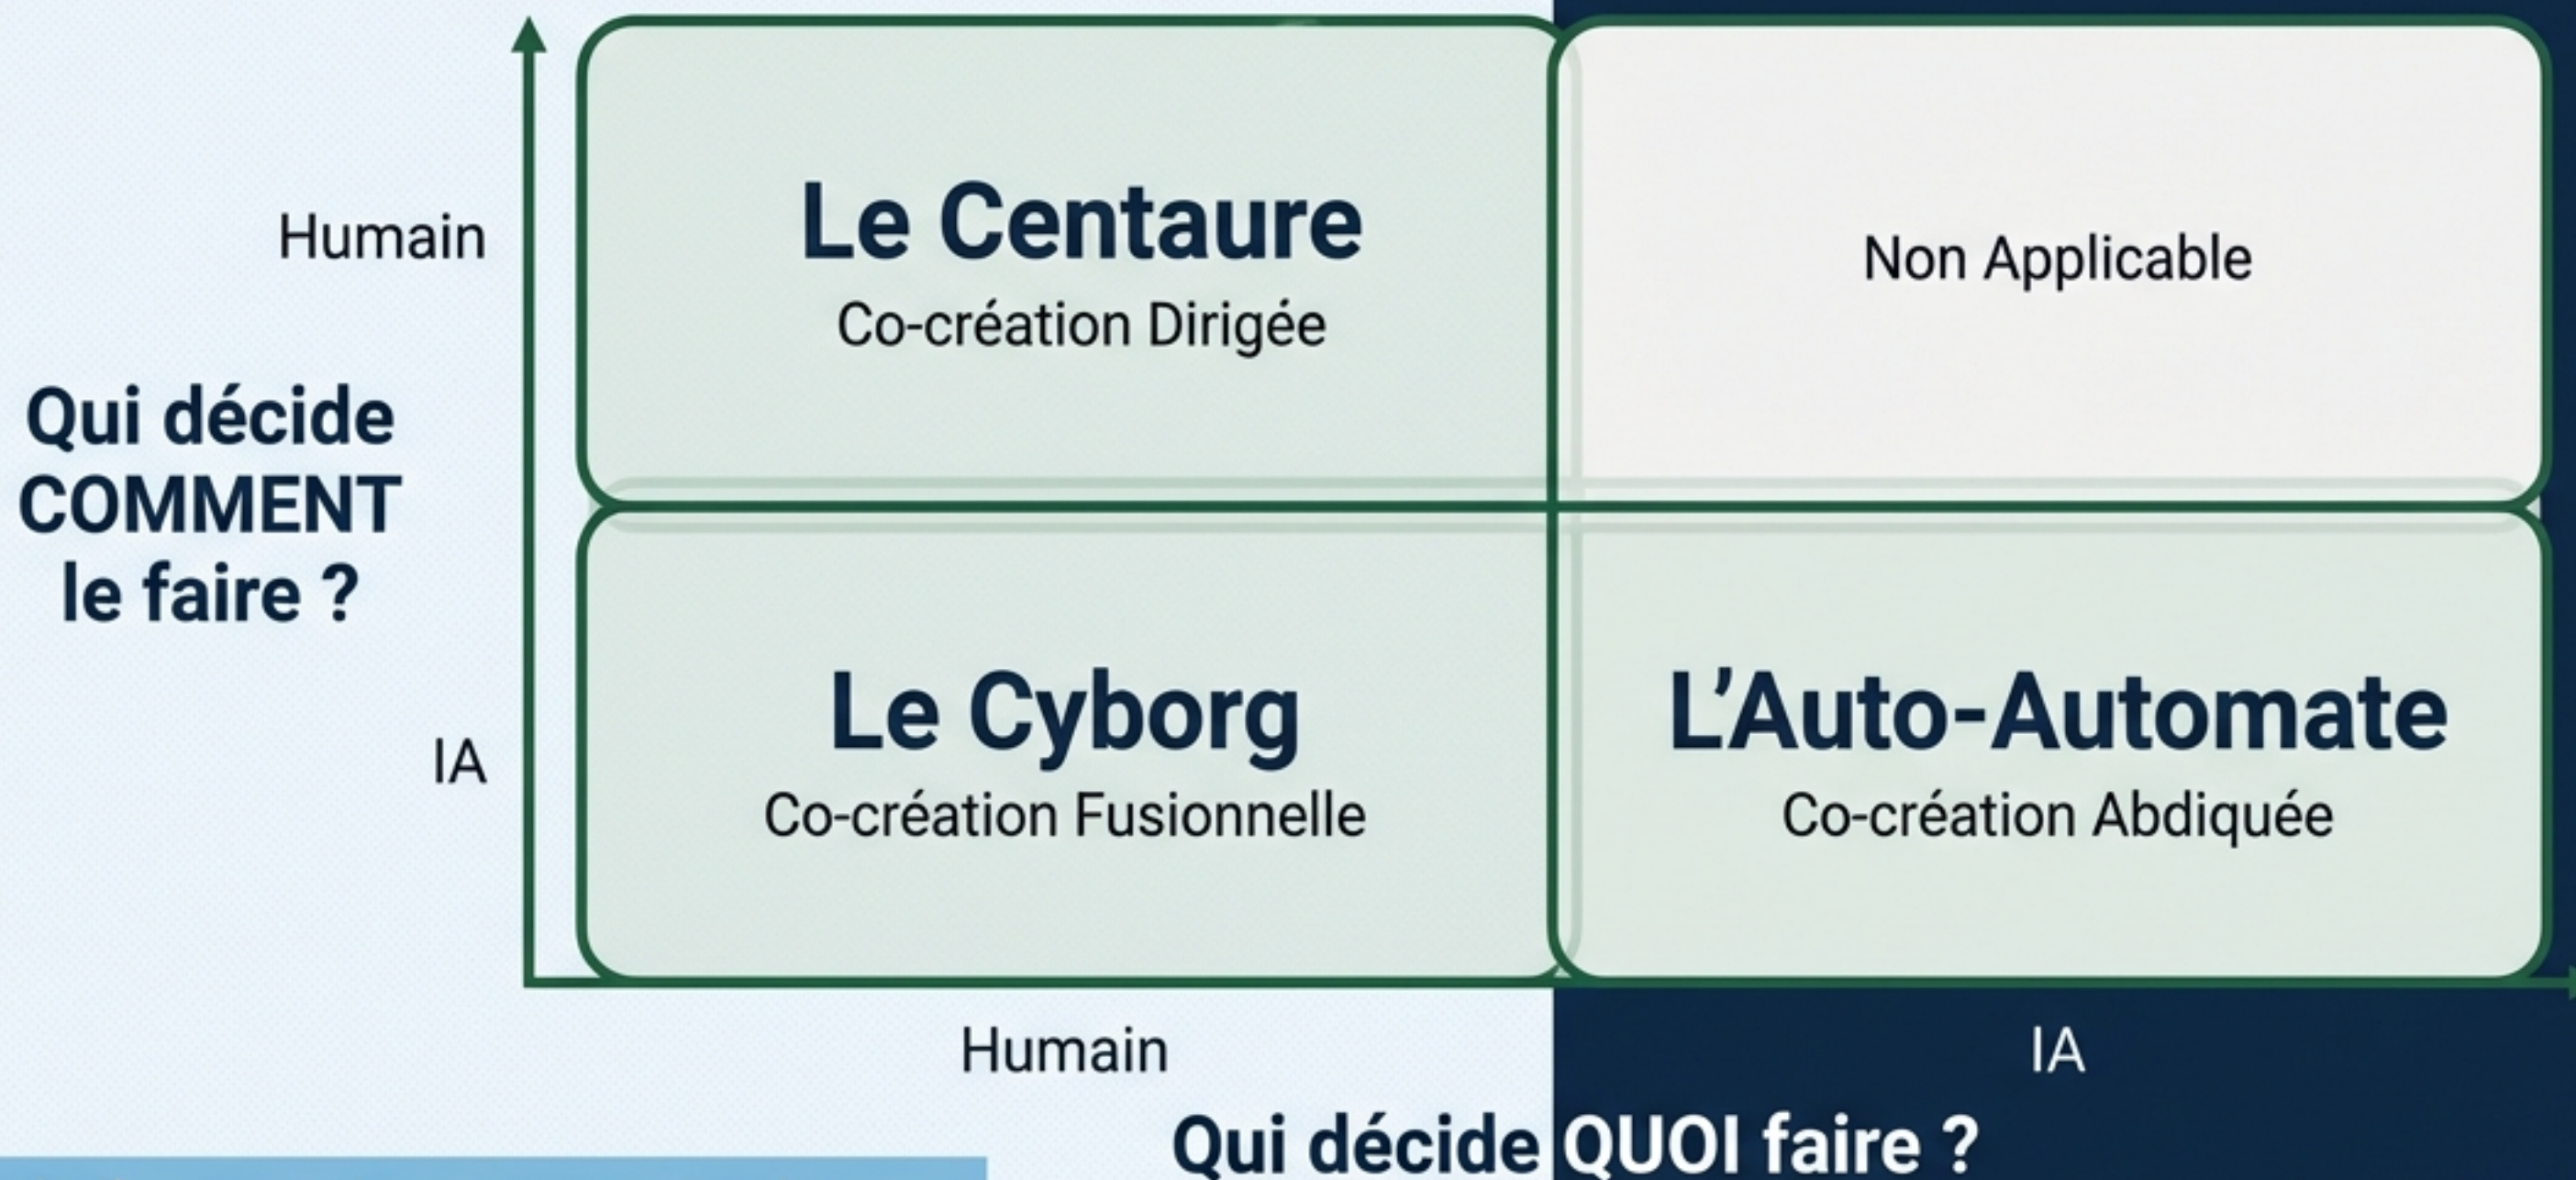 Humain
Le Centaure
Co-création Dirigée
Non Applicable
Qui décide
COMMENT
le faire ?
IA
Le Cyborg
Co-création Fusionnelle
L’Auto-Automate
Co-création Abdiquée
Humain
IA
Qui décide QUOI faire ?